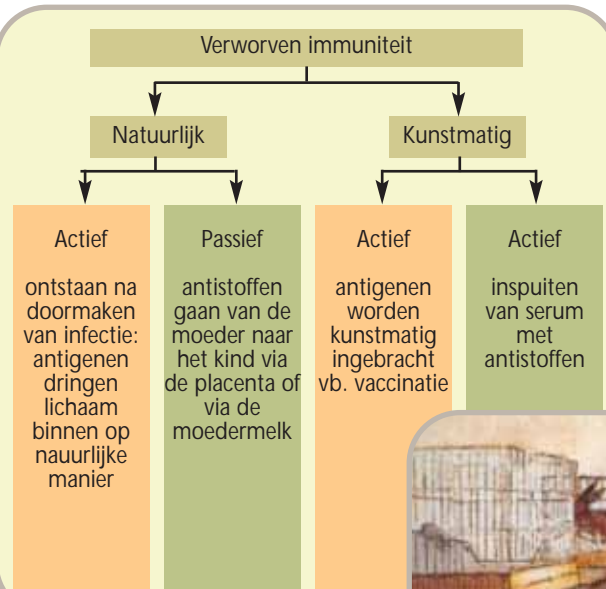 Verworven immuniteit
Natuurlijk
Kunstmatig
Actief
ontstaan na
doormaken
van infectie:
antigenen
dringen
lichaam
binnen op
nauurlijke
manier
Passief
antistoffen
gaan van de
moeder naar
het kind via
de placenta of
via de
moedermelk
Actief
antigenen
worden
kunstmatig
ingebracht
vb. vaccinatie
Actief
inspuiten
van serum
met
antistoffen